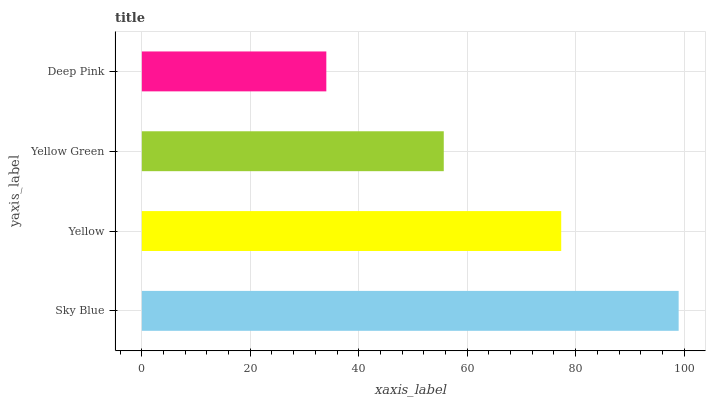 title
Deep Pink
Yellow Green
Yellow
Sky Blue
yaxis_label
0 20 40 60 80 100
xaxis_label